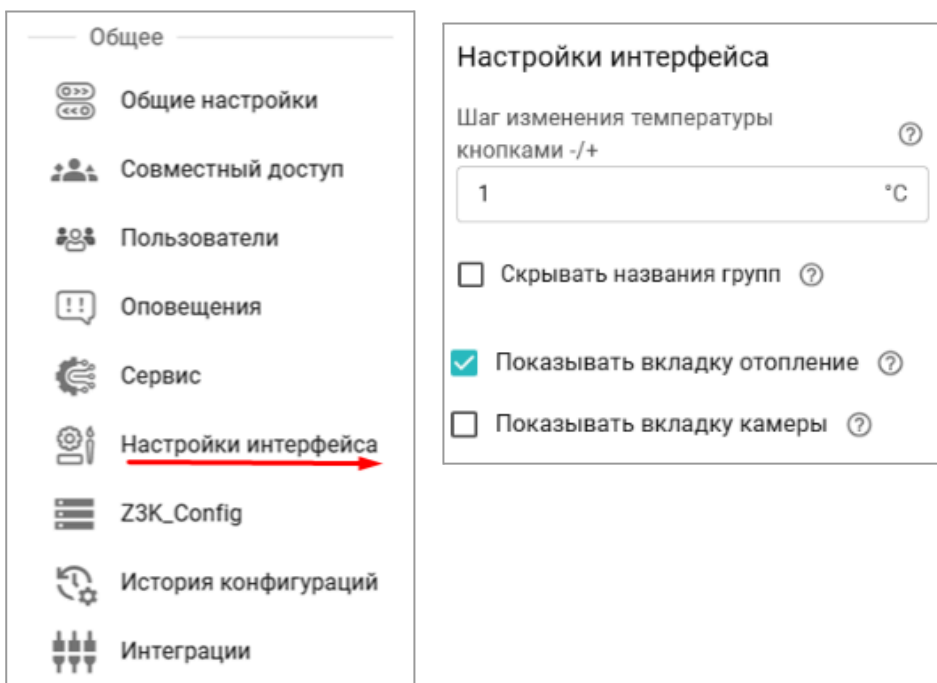 Общее
Общие настройки
Совместный доступ
Пользователи
Оповещения
Сервис
Настройки интерфейса
Z3K_Config
История конфигураций
Интеграции
Настройки интерфейса
Шаг изменения температуры
кнопками -/+
1 °C
Скрывать названия групп
Показывать вкладку отопление
Показывать вкладку камеры